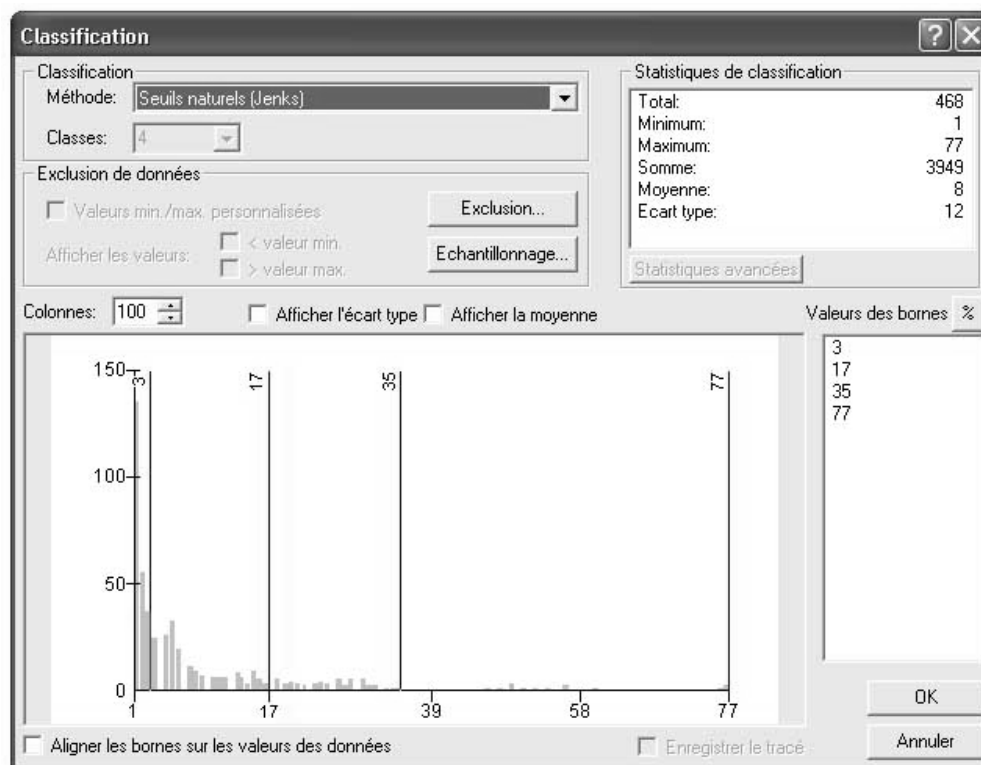 Classification
Classification
Méthode: Seuils naturels (Jenks)
Classes: 4
Exclusion de données
Valeurs min./max. personnalisées
Exclusion...
Afficher les valeurs:
< valeur min.
> valeur max.
Echantillonnage...
Statistiques de classification
Total: 468
Minimum: 1
Maximum: 77
Somme: 3949
Moyenne: 8
Ecart type: 12
Statistiques avancées
Colonnes: 100
Afficher l'écart type
Afficher la moyenne
Valeurs des bornes %
3
17
35
77
150
100
50
0
3
17
35
77
1 17 39 58 77
OK
Annuler
Aligner les bornes sur les valeurs des données
Enregistrer le tracé